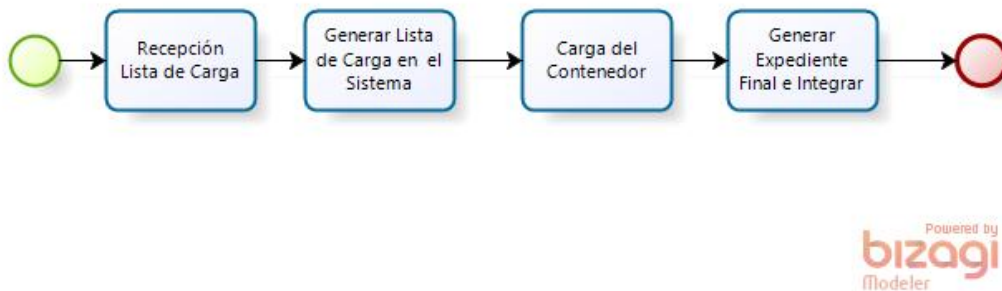 Recepción
Lista de Carga
Generar Lista
de Carga en el
Sistema
Carga del
Contenedor
Generar
Expediente
Final e Integrar
Powered by
bizagi
Modeler